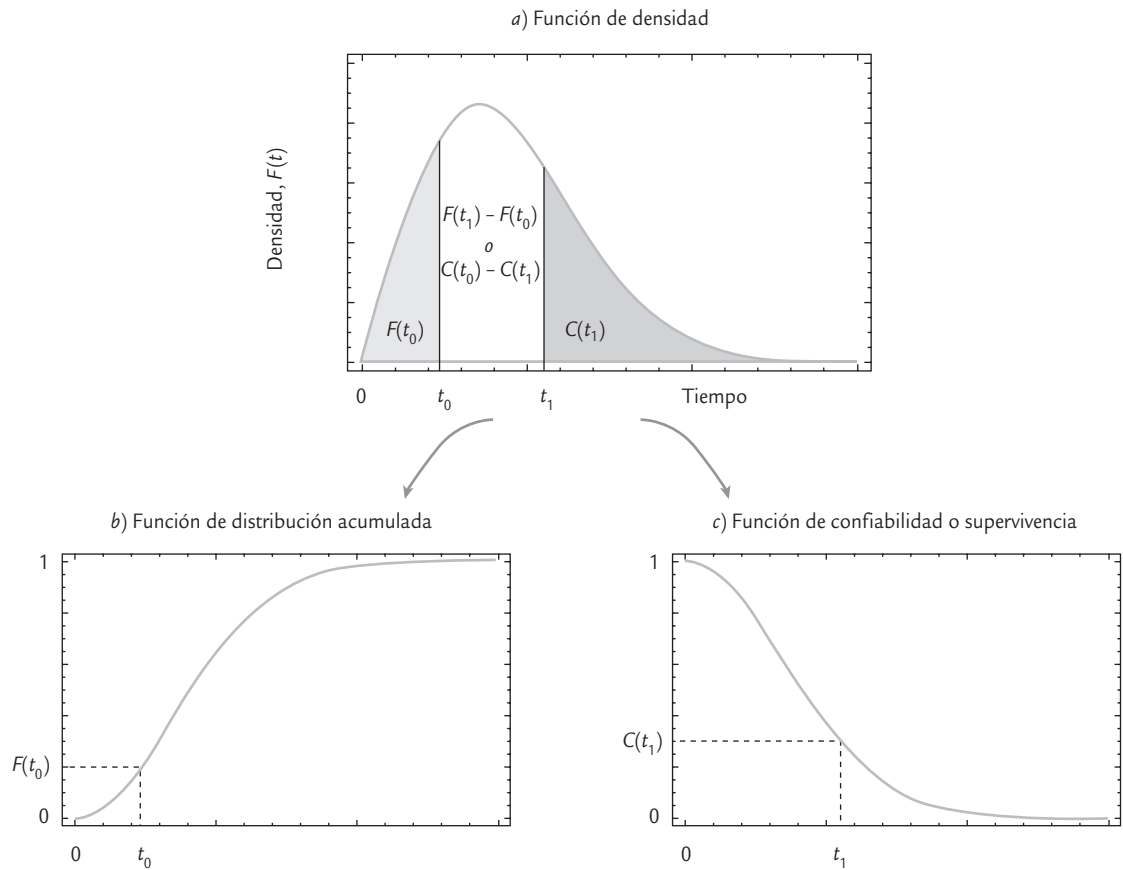 a) Función de densidad
Densidad, F(t)
F(t₁) – F(t₀)
o
C(t₀) – C(t₁)
F(t₀)
C(t₁)
0
t₀
t₁
Tiempo
b) Función de distribución acumulada
1
F(t₀)
0
0
t₀
c) Función de confiabilidad o supervivencia
1
C(t₁)
0
0
t₁